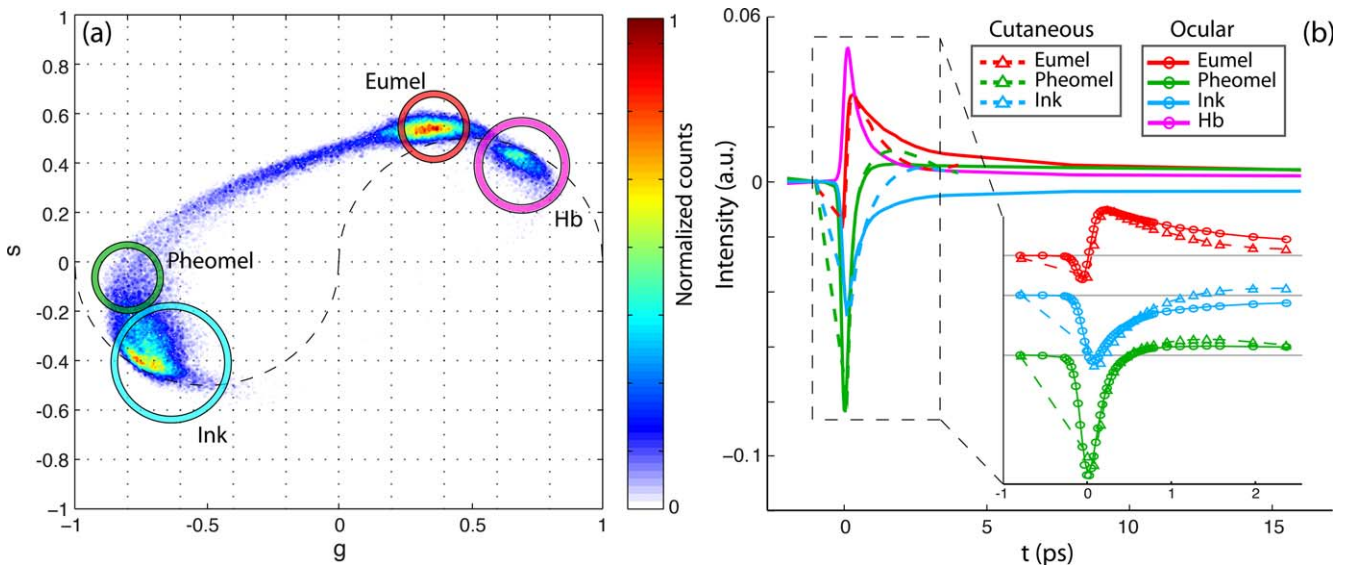 (a)
Eumel
Hb
Pheomel
Ink
1
0.8
0.6
0.4
0.2
0
-0.2
-0.4
-0.6
-0.8
-1
s
−1
−0.5
0
0.5
1
g
1
Normalized counts
0
(b)
Cutaneous
Eumel
Pheomel
Ink
Ocular
Eumel
Pheomel
Ink
Hb
0.06
0
−0.1
Intensity (a.u.)
-1
0
1
2
0
5
10
15
t (ps)